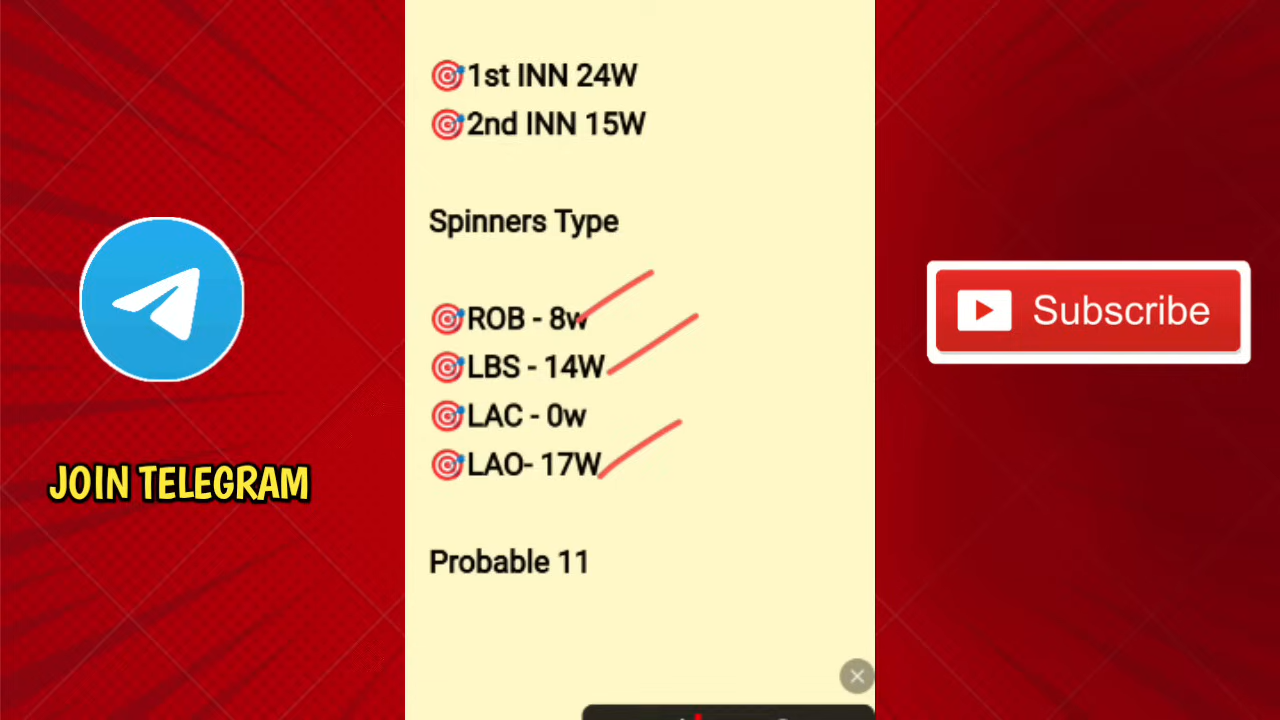 🎯1st INN 24W
🎯2nd INN 15W
Spinners Type
🎯ROB - 8w
🎯LBS - 14W
🎯LAC - 0w
🎯LAO- 17W
Probable 11
JOIN TELEGRAM
Subscribe